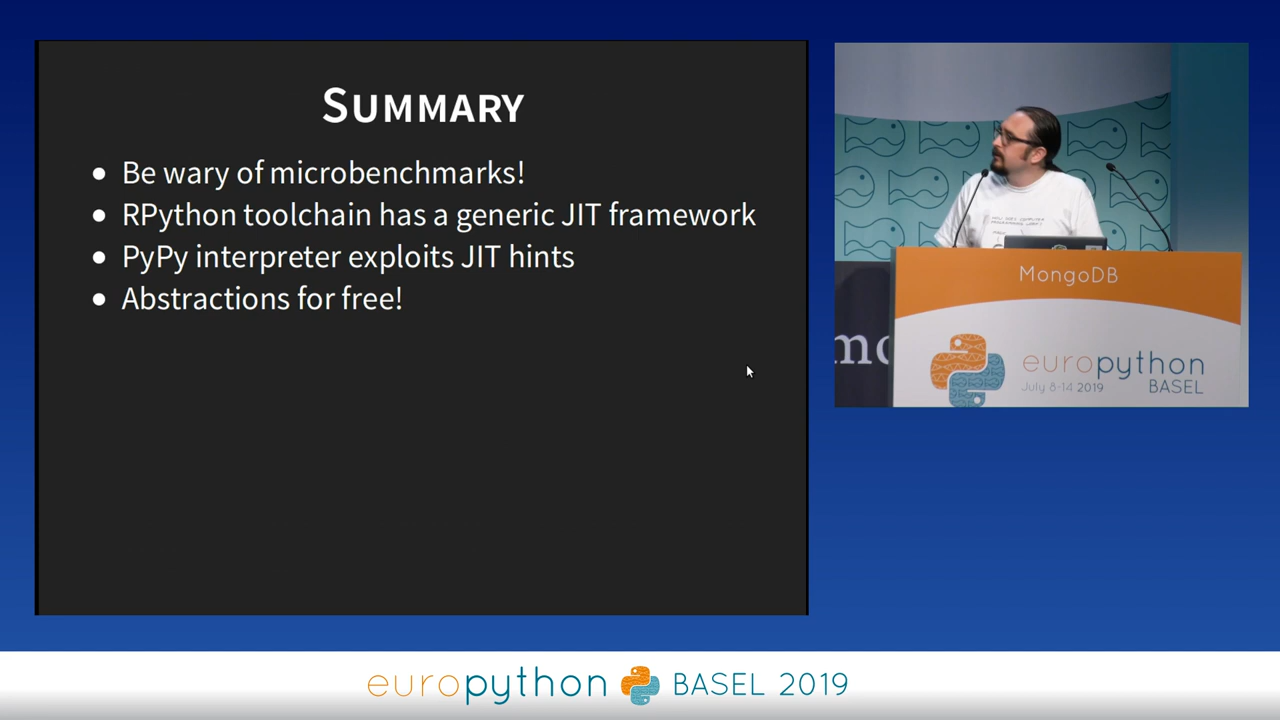 SUMMARY
Be wary of microbenchmarks!
RPython toolchain has a generic JIT framework
PyPy interpreter exploits JIT hints
Abstractions for free!
MongoDB
europython
July 8-14 2019
BASEL
europython BASEL 2019